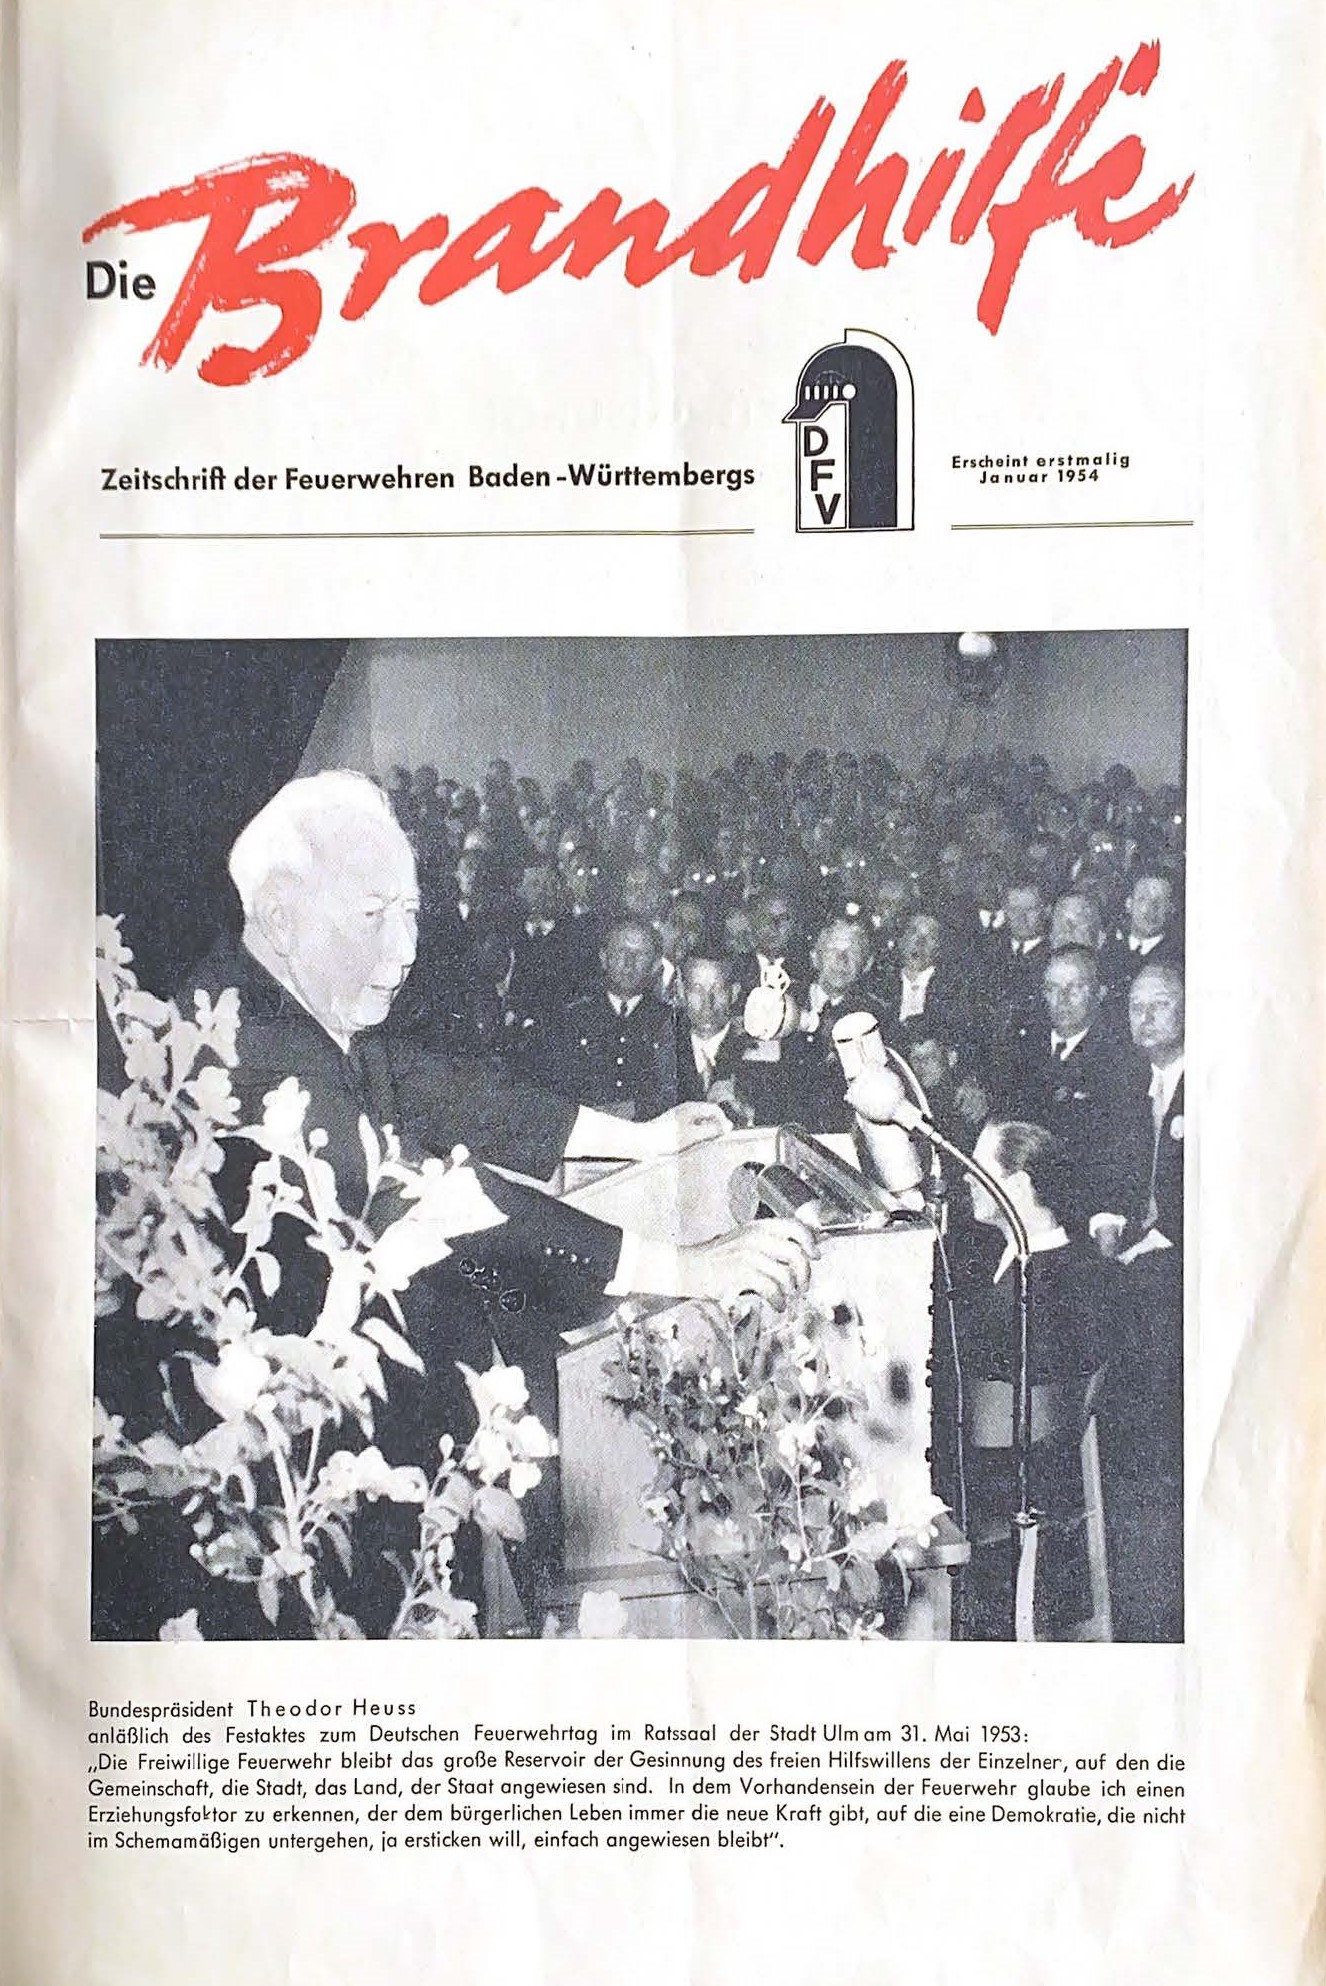 Die Brandhilfe
DFV
Zeitschrift der Feuerwehren Baden-Württembergs
Erscheint erstmalig
Januar 1954
Bundespräsident Theodor Heuss
anläßlich des Festaktes zum Deutschen Feuerwehrtag im Ratssaal der Stadt Ulm am 31. Mai 1953:
„Die Freiwillige Feuerwehr bleibt das große Reservoir der Gesinnung des freien Hilfswillens der Einzelner, auf den die
Gemeinschaft, die Stadt, das Land, der Staat angewiesen sind. In dem Vorhandensein der Feuerwehr glaube ich einen
Erziehungsfaktor zu erkennen, der dem bürgerlichen Leben immer die neue Kraft gibt, auf die eine Demokratie, die nicht
im Schemamäßigen untergehen, ja ersticken will, einfach angewiesen bleibt".